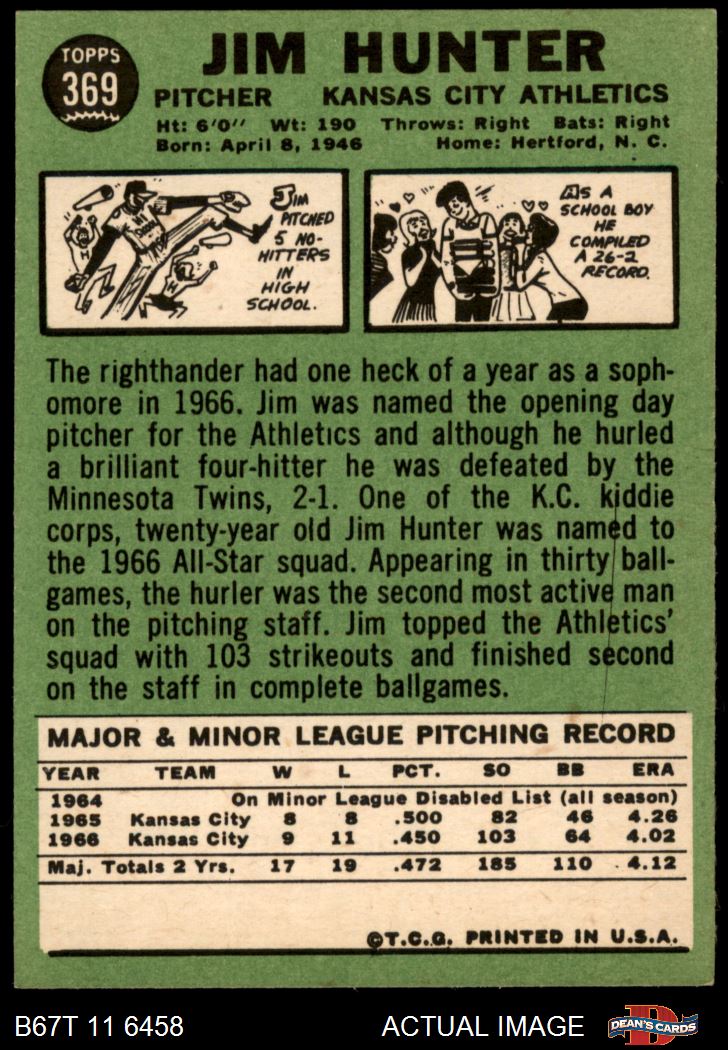 TOPPS
369
JIM HUNTER
PITCHER KANSAS CITY ATHLETICS
Ht: 6'0'' Wt: 190 Throws: Right Bats: Right
Born: April 8, 1946 Home: Hertford, N. C.
JIM
PITCHED
5 NO-
HITTERS
IN
HIGH
SCHOOL.
AS A
SCHOOL BOY
HE
COMPILED
A 26-2
RECORD.
The righthander had one heck of a year as a soph-
omore in 1966. Jim was named the opening day
pitcher for the Athletics and although he hurled
a brilliant four-hitter he was defeated by the
Minnesota Twins, 2-1. One of the K.C. kiddie
corps, twenty-year old Jim Hunter was named to
the 1966 All-Star squad. Appearing in thirty ball-
games, the hurler was the second most active man
on the pitching staff. Jim topped the Athletics'
squad with 103 strikeouts and finished second
on the staff in complete ballgames.
MAJOR & MINOR LEAGUE PITCHING RECORD
YEAR TEAM W L PCT. SO BB ERA
1964 On Minor League Disabled List (all season)
1965 Kansas City 8 8 .500 82 46 4.26
1966 Kansas City 9 11 .450 103 64 4.02
Maj. Totals 2 Yrs. 17 19 .472 185 110 4.12
©T.C.G. PRINTED IN U.S.A.
B67T 11 6458 ACTUAL IMAGE
D
DEAN'S CARDS